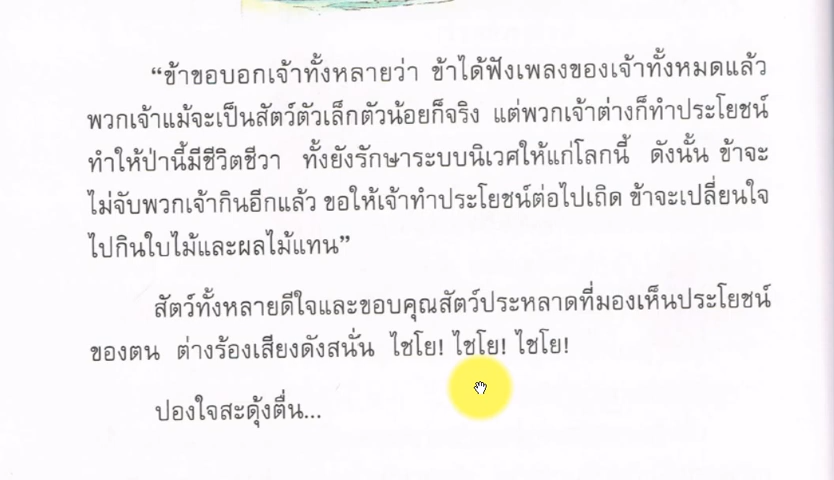 “ข้าขอบอกเจ้าทั้งหลายว่า ข้าได้ฟังเพลงของเจ้าทั้งหมดแล้ว
พวกเจ้าแม้จะเป็นสัตว์ตัวเล็กตัวน้อยก็จริง แต่พวกเจ้าต่างก็ทำประโยชน์
ทำให้ป่านี้มีชีวิตชีวา ทั้งยังรักษาระบบนิเวศให้แก่โลกนี้ ดังนั้น ข้าจะ
ไม่จับพวกเจ้ากินอีกแล้ว ขอให้เจ้าทำประโยชน์ต่อไปเถิด ข้าจะเปลี่ยนใจ
ไปกินใบไม้และผลไม้แทน”
สัตว์ทั้งหลายดีใจและขอบคุณสัตว์ประหลาดที่มองเห็นประโยชน์
ของตน ต่างร้องเสียงดังสนั่น ไชโย! ไชโย! ไชโย!
ปองใจสะดุ้งตื่น...